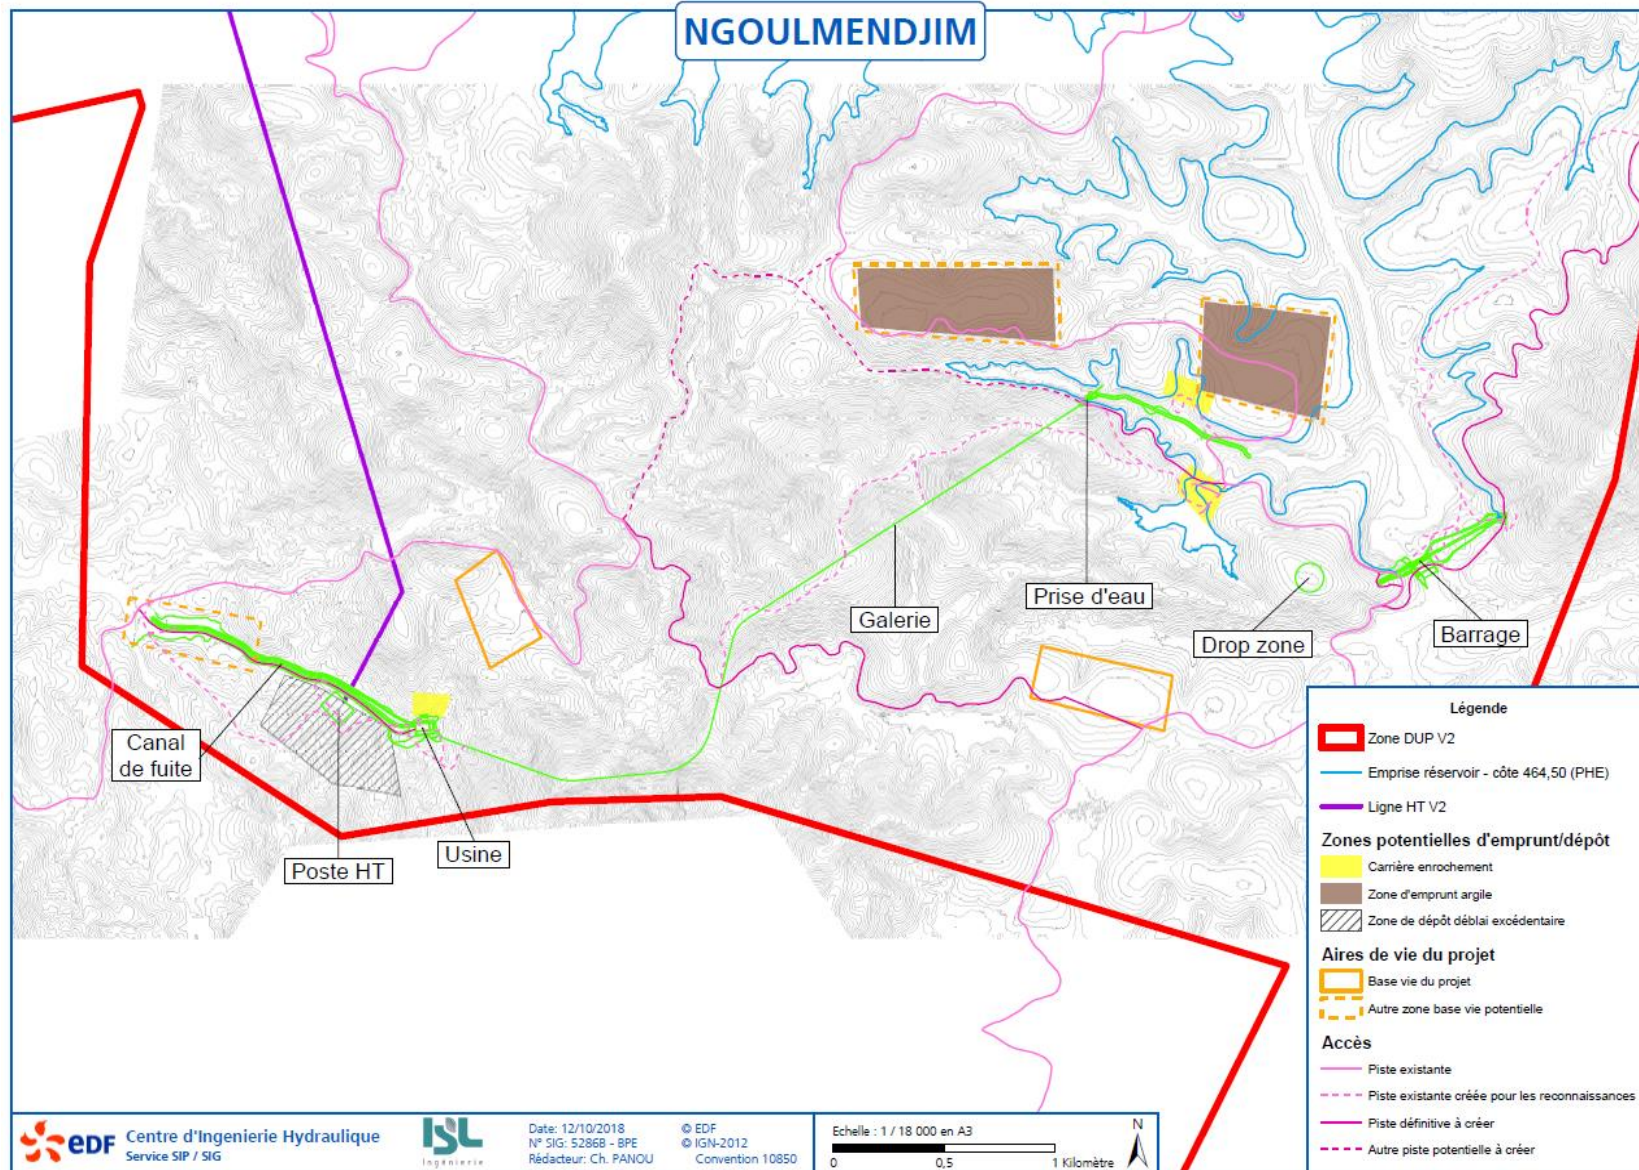 NGOULMENDJIM
Prise d'eau
Galerie
Drop zone
Barrage
Canal
de fuite
Usine
Poste HT
Légende
Zone DUP V2
Emprise réservoir - côte 464,50 (PHE)
Ligne HT V2
Zones potentielles d'emprunt/dépôt
Carrière enrochement
Zone d'emprunt argile
Zone de dépôt déblai excédentaire
Aires de vie du projet
Base vie du projet
Autre zone base vie potentielle
Accès
Piste existante
Piste existante créée pour les reconnaissances
Piste définitive à créer
Autre piste potentielle à créer
EDF
Centre d'Ingenierie Hydraulique
Service SIP / SIG
ISL
Ingénierie
Date: 12/10/2018
N° SIG: 52868 - BPE
Rédacteur: Ch. PANOU
© EDF
© IGN-2012
Convention 10850
Echelle : 1 / 18 000 en A3
0 0,5 1 Kilomètre
N